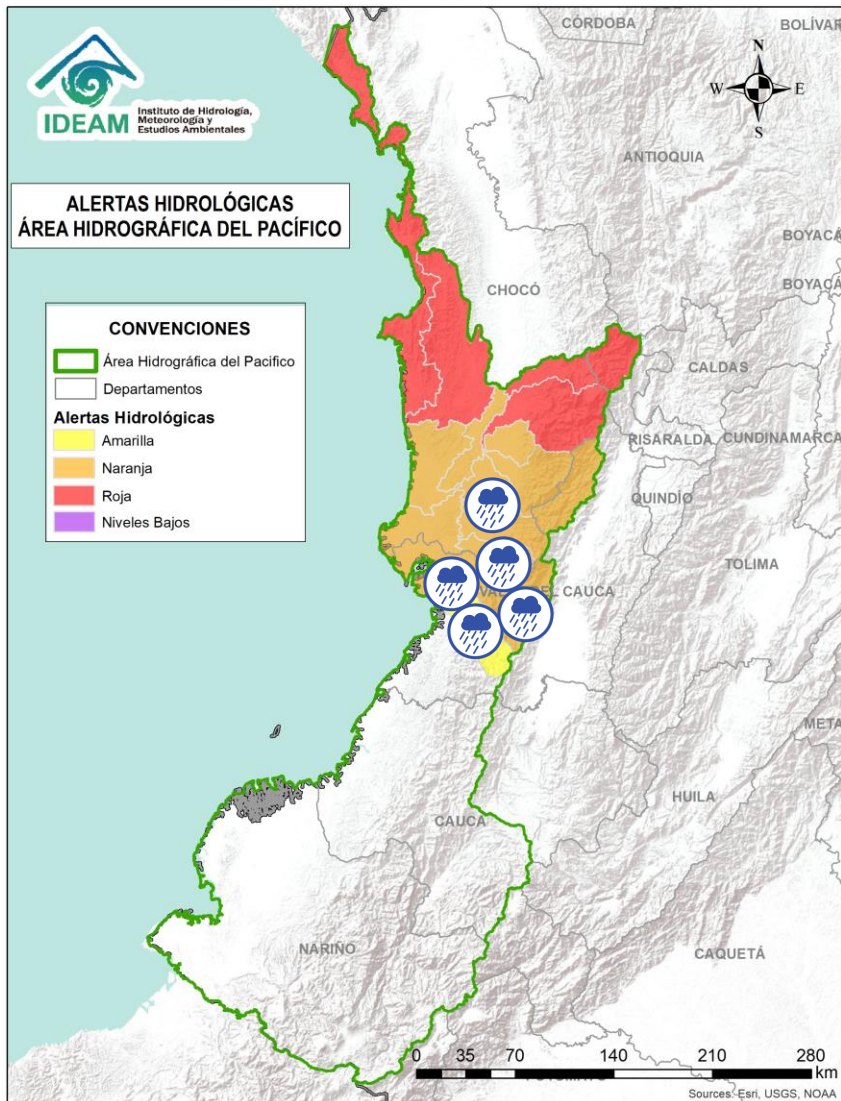 CÓRDOBA
BOLÍVAR
N
W
E
S
IDEAM
Instituto de Hidrología,
Meteorología y
Estudios Ambientales
ANTIOQUIA
ALERTAS HIDROLÓGICAS
ÁREA HIDROGRÁFICA DEL PACÍFICO
BOYACÁ
BOYACÁ
CHOCÓ
CONVENCIONES
Área Hidrográfica del Pacifico
Departamentos
Alertas Hidrológicas
Amarilla
Naranja
Roja
Niveles Bajos
CALDAS
RISARALDA
CUNDINAMARCA
QUINDÍO
TOLIMA
DEL CAUCA
META
HUILA
CAUCA
NARIÑO
CAQUETÁ
0 35 70 140 210 280
km
Sources: Esri, USGS, NOAA